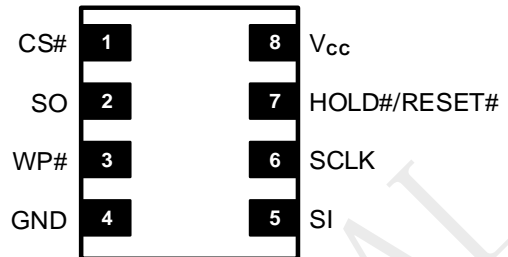 CS# 1 8 Vcc
SO 2 7 HOLD#/RESET#
WP# 3 6 SCLK
GND 4 5 SI